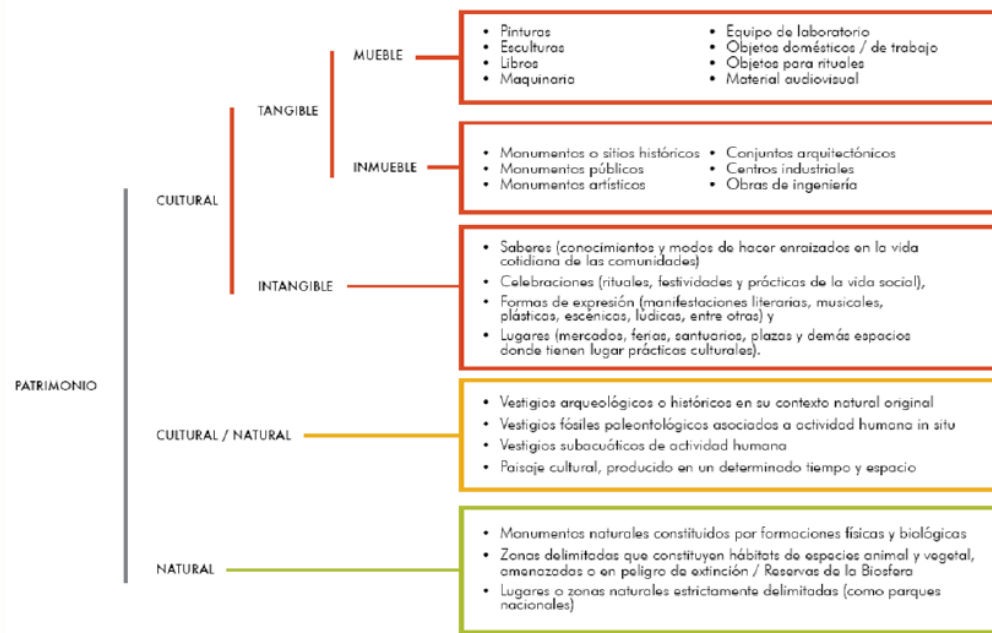 MUEBLE
• Pinturas
• Esculturas
• Libros
• Maquinaria
• Equipo de laboratorio
• Objetos domésticos / de trabajo
• Objetos para rituales
• Material audiovisual
TANGIBLE
INMUEBLE
• Monumentos o sitios históricos
• Monumentos públicos
• Monumentos artísticos
• Conjuntos arquitectónicos
• Centros industriales
• Obras de ingeniería
CULTURAL
INTANGIBLE
• Saberes (conocimientos y modos de hacer enraizados en la vida
cotidiana de las comunidades)
• Celebraciones (rituales, festividades y prácticas de la vida social),
• Formas de expresión (manifestaciones literarias, musicales,
plásticas, escénicas, lúdicas, entre otras) y
• Lugares (mercados, ferias, santuarios, plazas y demás espacios
donde tienen lugar prácticas culturales).
PATRIMONIO
CULTURAL / NATURAL
• Vestigios arqueológicos o históricos en su contexto natural original
• Vestigios fósiles paleontológicos asociados a actividad humana in situ
• Vestigios subacuáticos de actividad humana
• Paisaje cultural, producido en un determinado tiempo y espacio
NATURAL
• Monumentos naturales constituidos por formaciones físicas y biológicas
• Zonas delimitadas que constituyen hábitats de especies animal y vegetal,
amenazadas o en peligro de extinción / Reservas de la Biosfera
• Lugares o zonas naturales estrictamente delimitadas (como parques
nacionales)